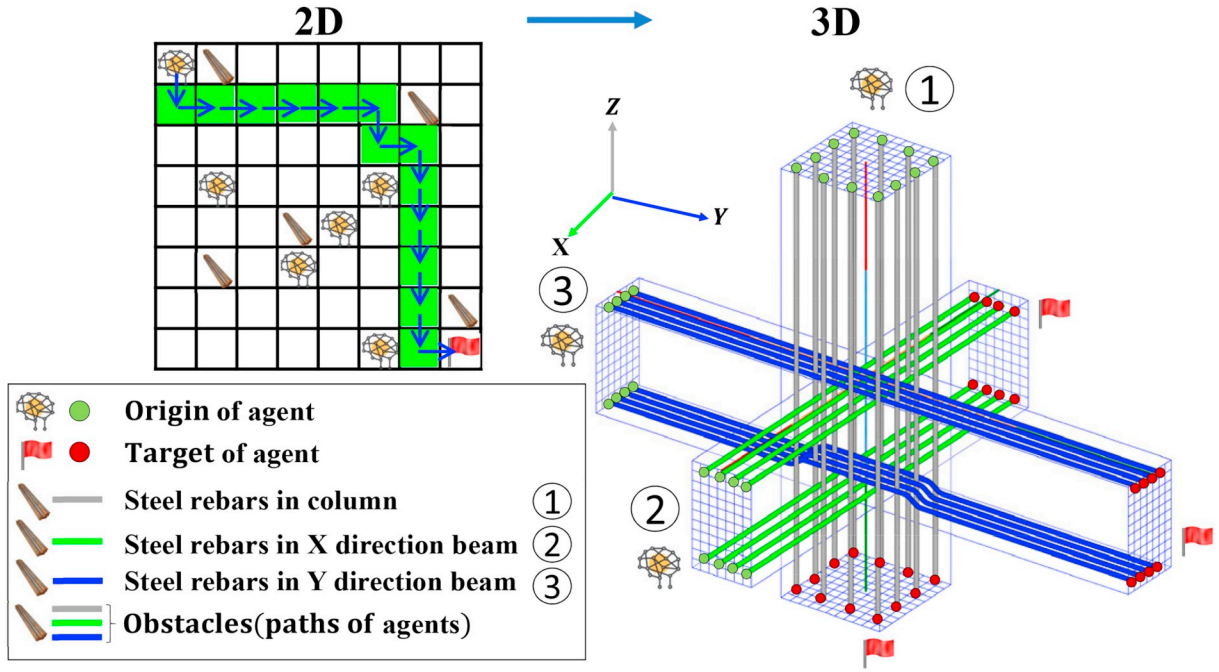 2D
3D
1
Z
Y
X
3
2
Origin of agent
Target of agent
Steel rebars in column 1
Steel rebars in X direction beam 2
Steel rebars in Y direction beam 3
Obstacles(paths of agents)